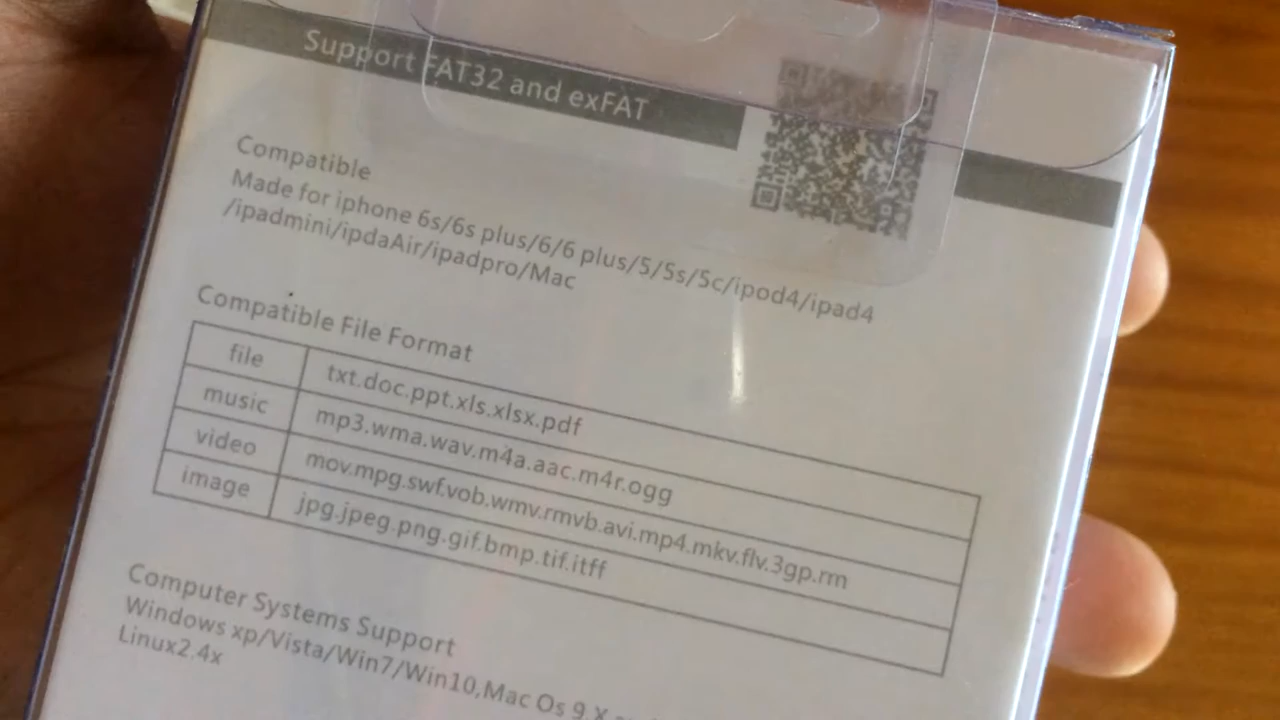 Support FAT32 and exFAT
Compatible
Made for iphone 6s/6s plus/6/6 plus/5/5s/5c/ipod4/ipad4
/ipadmini/ipdaAir/ipadpro/Mac
Compatible File Format
file txt.doc.ppt.xls.xlsx.pdf
music mp3.wma.wav.m4a.aac.m4r.ogg
video mov.mpg.swf.vob.wmv.rmvb.avi.mp4.mkv.flv.3gp.rm
image jpg.jpeg.png.gif.bmp.tif.itff
Computer Systems Support
Windows xp/Vista/Win7/Win10,Mac Os 9.X
Linux2.4x